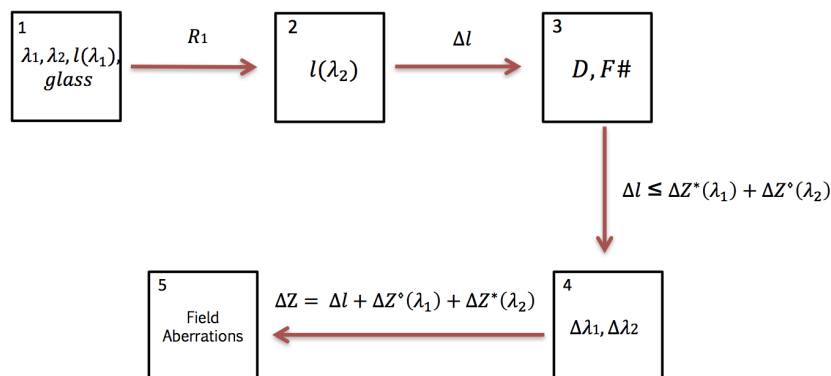 1
λ₁, λ₂, l(λ₁),
glass
R₁
2
l(λ₂)
Δl
3
D, F#
Δl ≤ ΔZ*(λ₁) + ΔZ°(λ₂)
4
Δλ₁, Δλ₂
ΔZ = Δl + ΔZ°(λ₁) + ΔZ*(λ₂)
5
Field
Aberrations